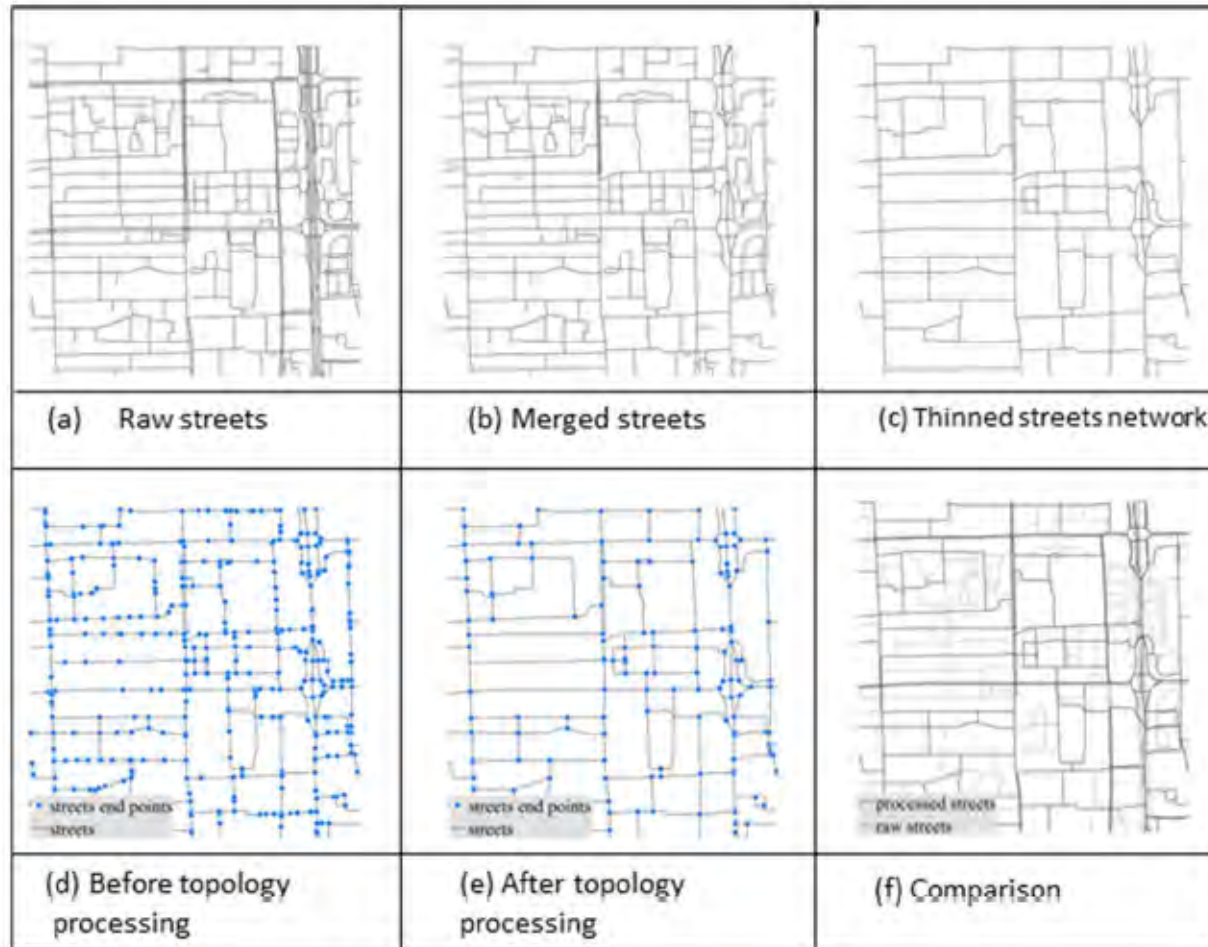 (a) Raw streets
(b) Merged streets
(c) Thinned streets network
streets end points
streets
streets end points
streets
processed streets
raw streets
(d) Before topology
processing
(e) After topology
processing
(f) Comparison